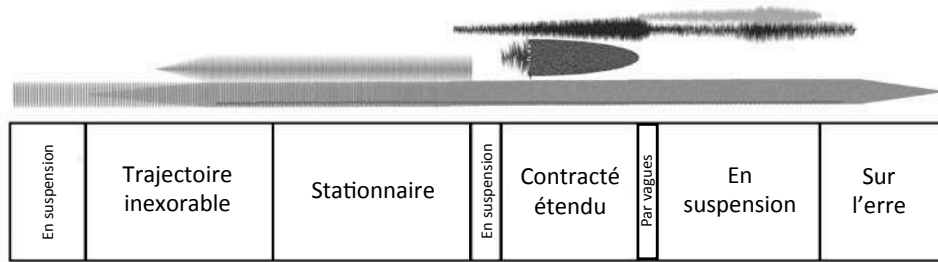 En suspension
Trajectoire
inexorable
Stationnaire
En suspension
Contracté
étendu
Par vagues
En
suspension
Sur
l'erre